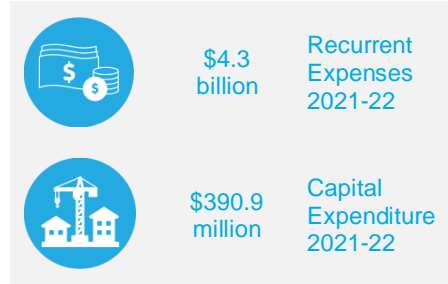 $
$
$4.3
billion
Recurrent
Expenses
2021-22
$390.9
million
Capital
Expenditure
2021-22